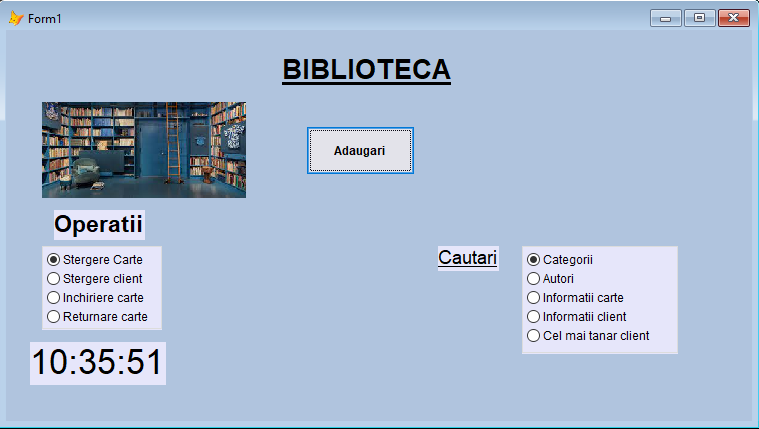 Form1
BIBLIOTECA
Adaugari
Operatii
Stergere Carte
Stergere client
Inchiriere carte
Returnare carte
Cautari
Categorii
Autori
Informatii carte
Informatii client
Cel mai tanar client
10:35:51